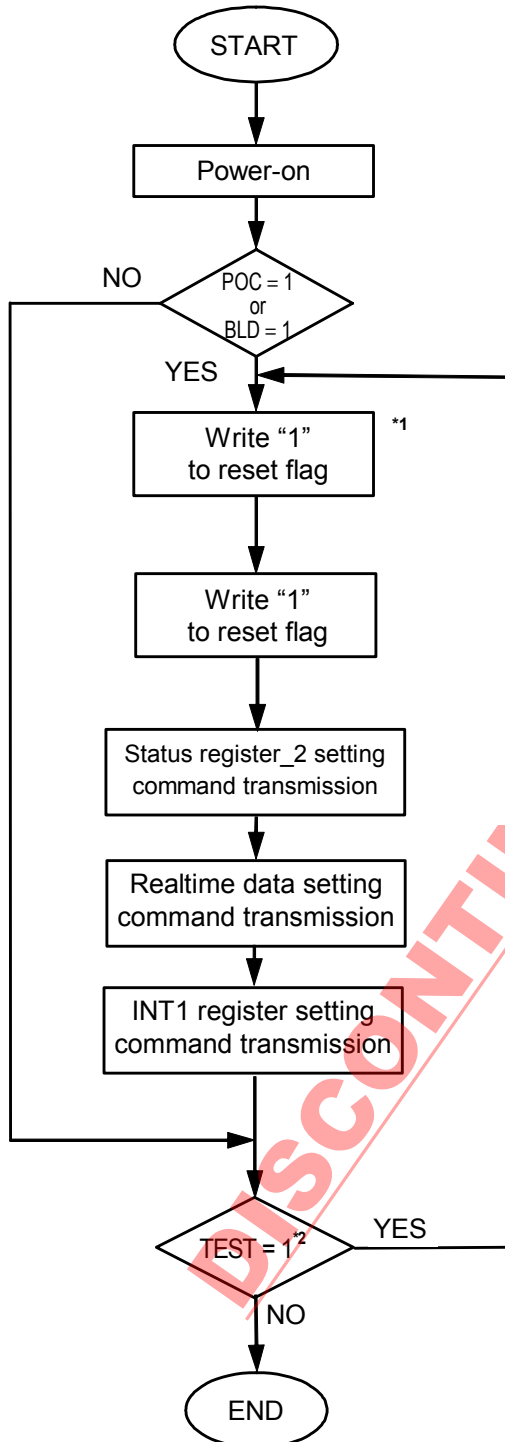 START
Power-on
NO
POC = 1
or
BLD = 1
YES
Write “1”
to reset flag
*1
Write “1”
to reset flag
Status register_2 setting
command transmission
Realtime data setting
command transmission
INT1 register setting
command transmission
TEST = 1*2
YES
NO
END
DISCONTI